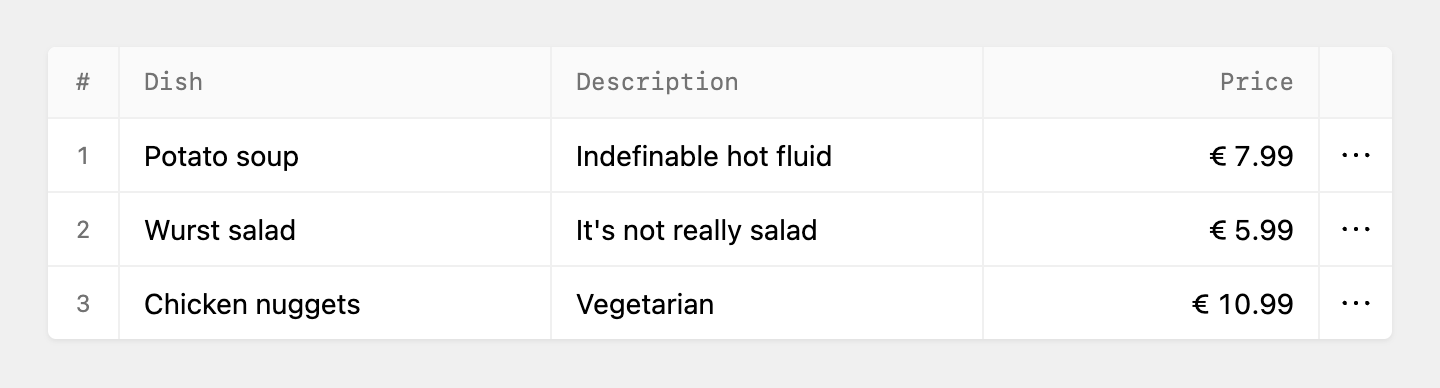 # Dish Description Price
1 Potato soup Indefinable hot fluid € 7.99 ···
2 Wurst salad It's not really salad € 5.99 ···
3 Chicken nuggets Vegetarian € 10.99 ···